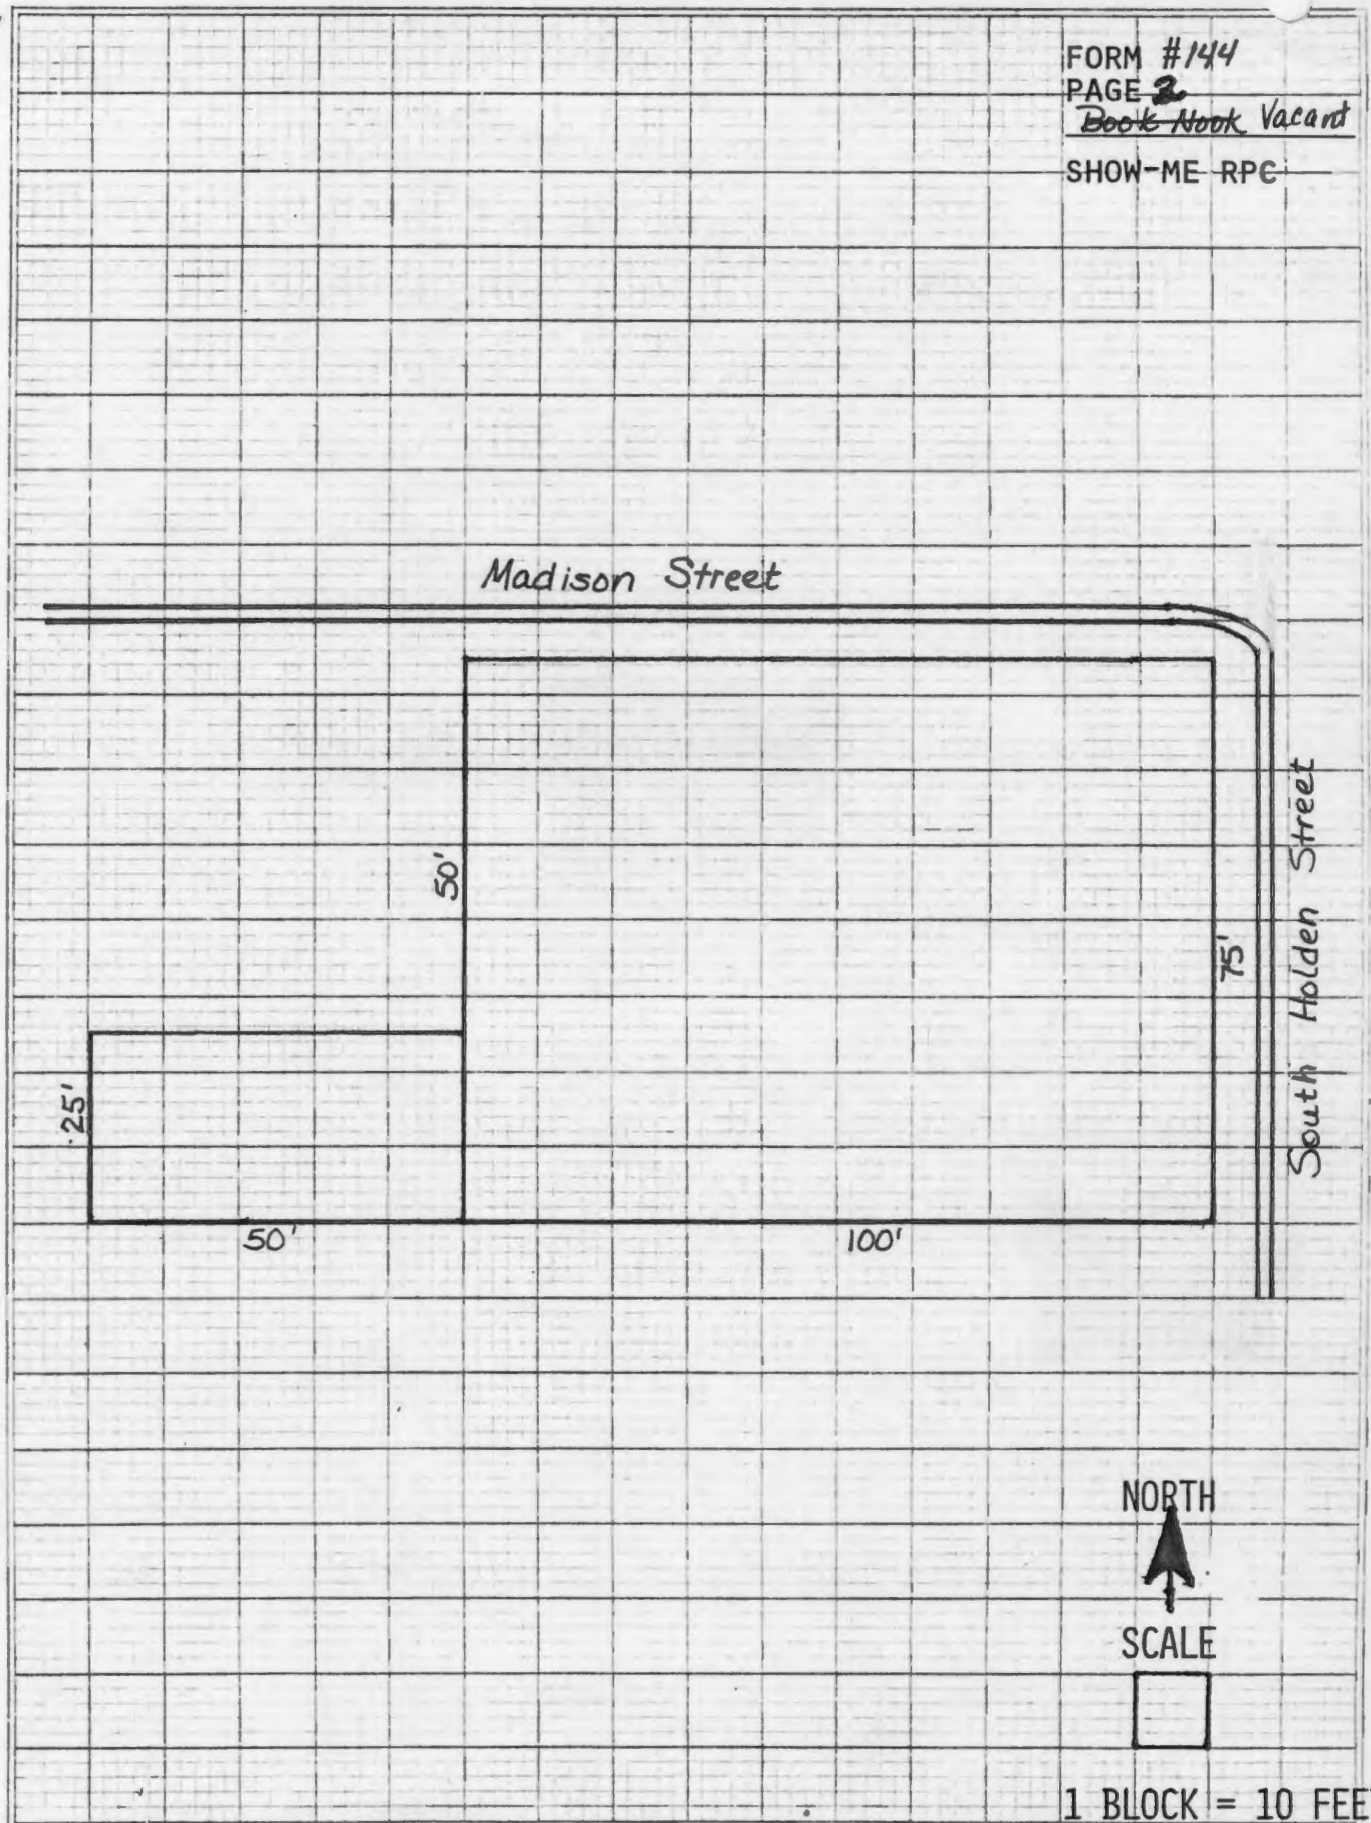 FORM #144
PAGE 2
Book Nook Vacant
SHOW-ME RPC
Madison Street
50'
75'
South Holden Street
25'
50'
100'
NORTH
SCALE
1 BLOCK = 10 FEE